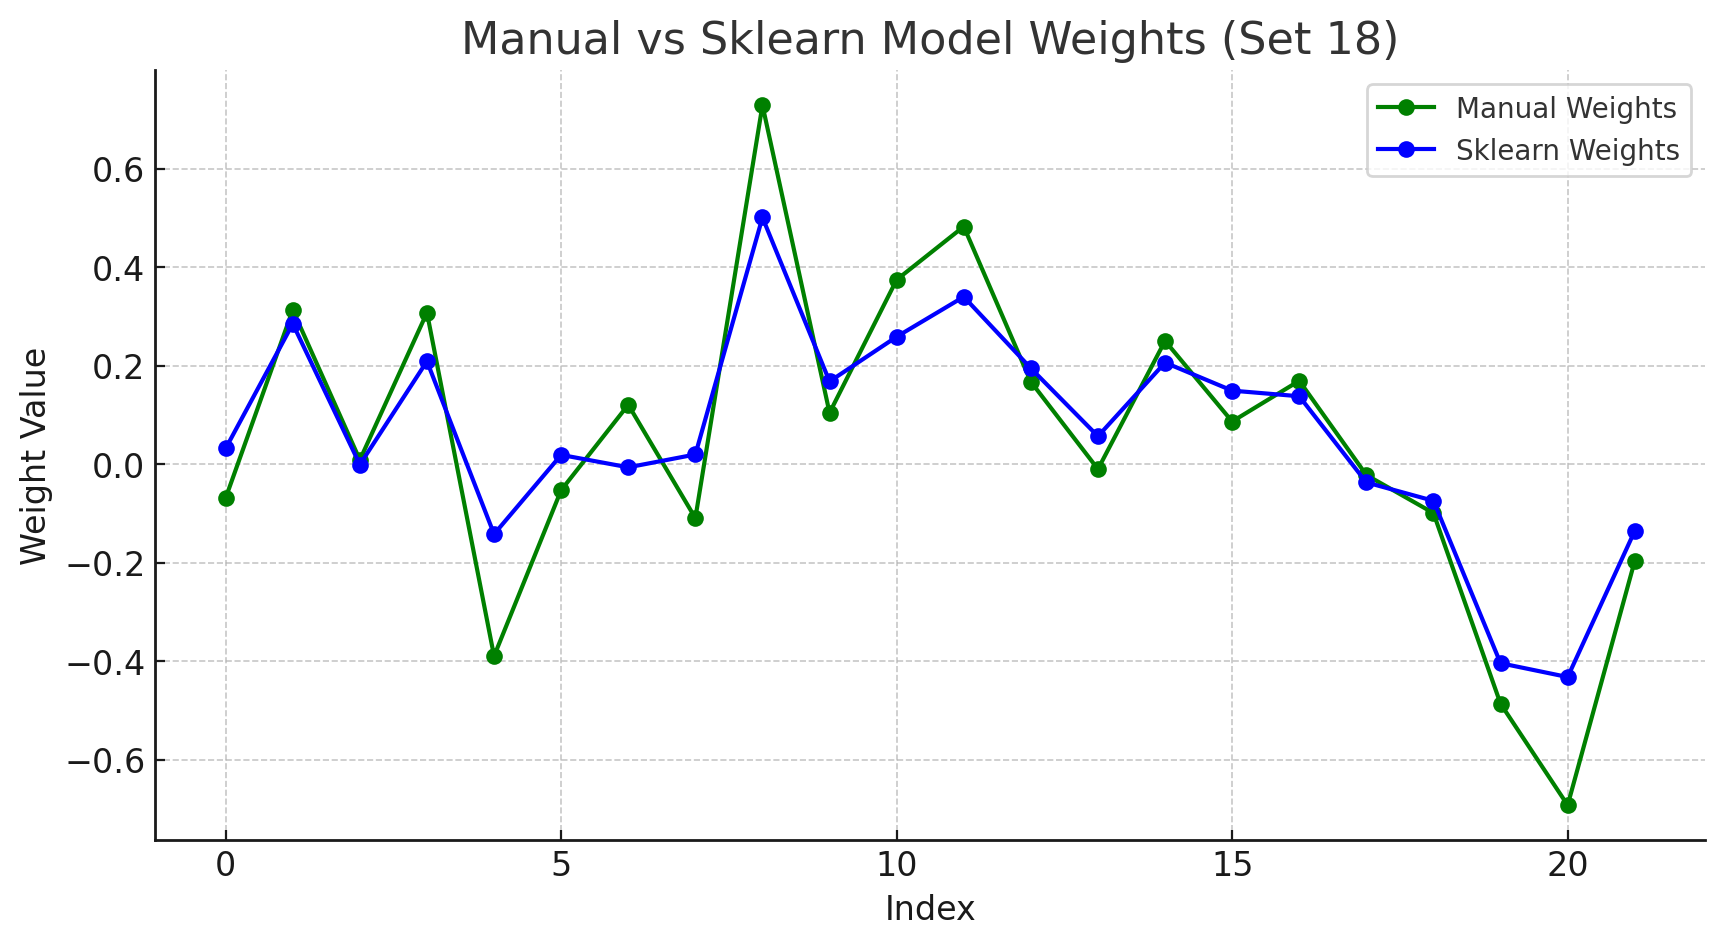 Manual vs Sklearn Model Weights (Set 18)
Manual Weights
Sklearn Weights
Weight Value
0.6
0.4
0.2
0.0
−0.2
−0.4
−0.6
0 5 10 15 20
Index